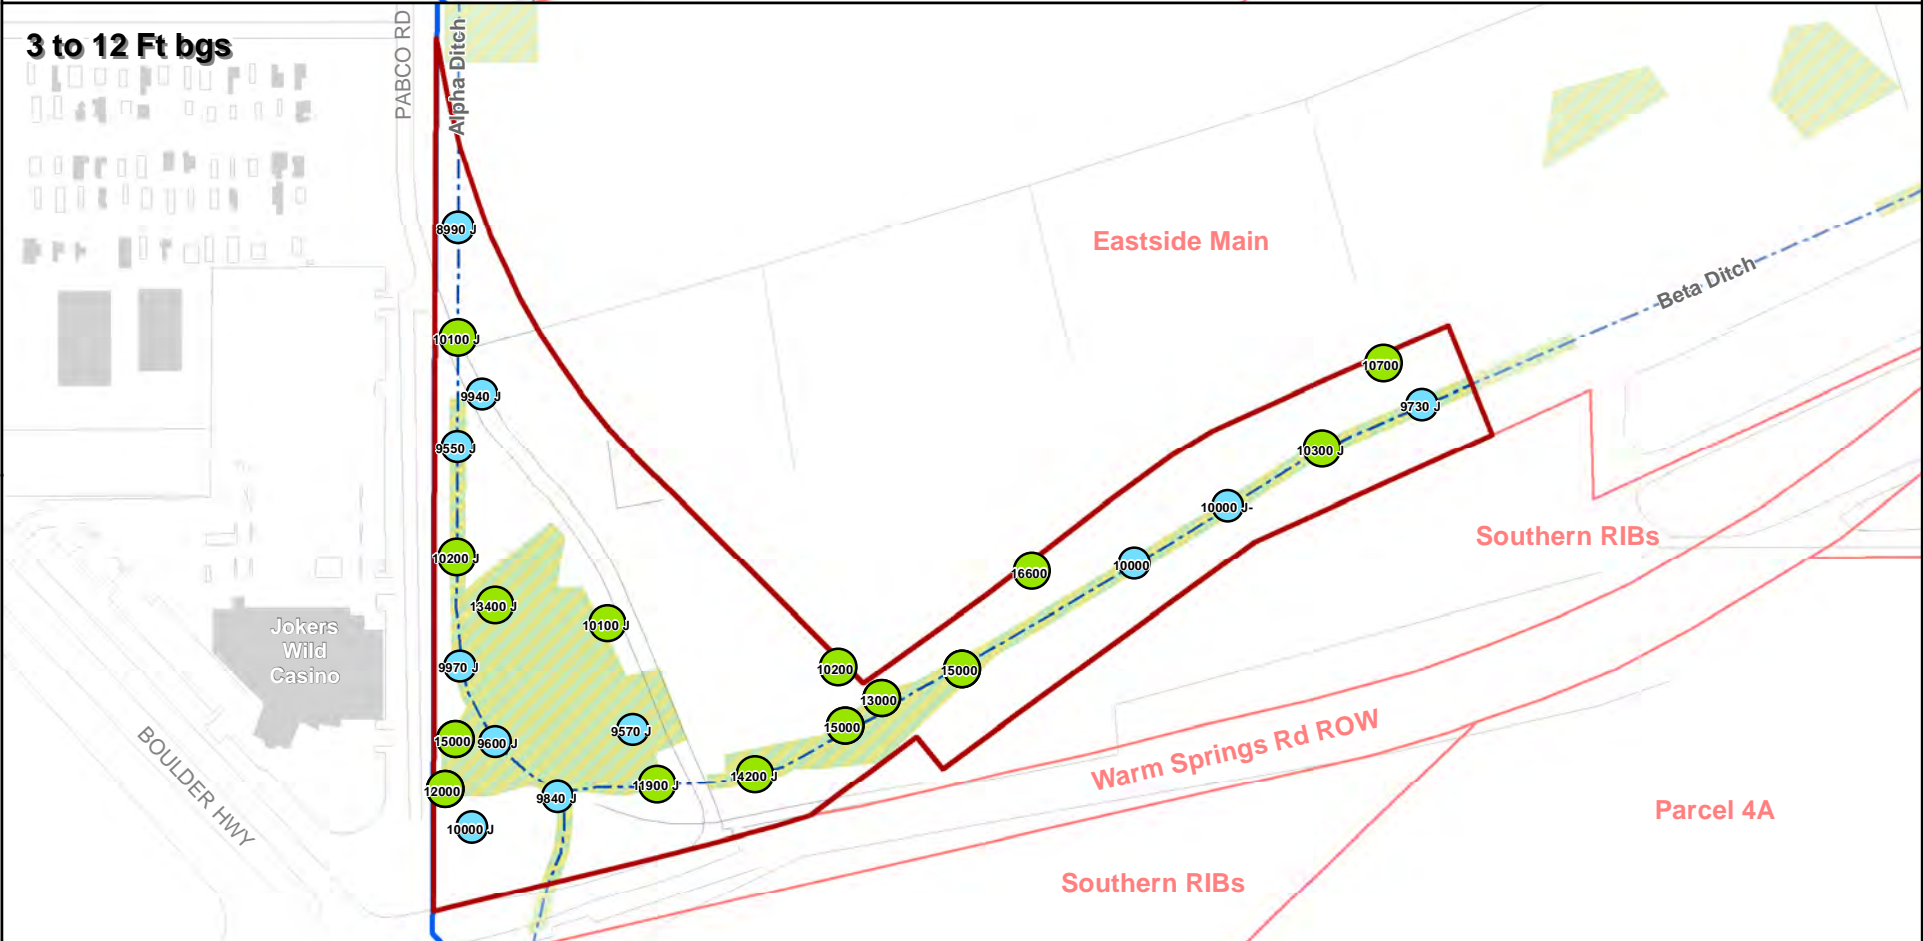 3 to 12 Ft bgs
PABCO RD
Alpha Ditch
8990 J
Eastside Main
Beta Ditch
10100 J
10700
9940 J
9730 J
9550 J
10300 J
10000 J-
Southern RIBs
10200 J
10000
16600
13400 J
10100 J
Jokers
Wild
Casino
9970 J
10200
15000
13000
15000
9570 J
15000
9600 J
Warm Springs Rd ROW
14200 J
11900 J
12000
9840 J
BOULDER HWY
10000 J
Parcel 4A
Southern RIBs